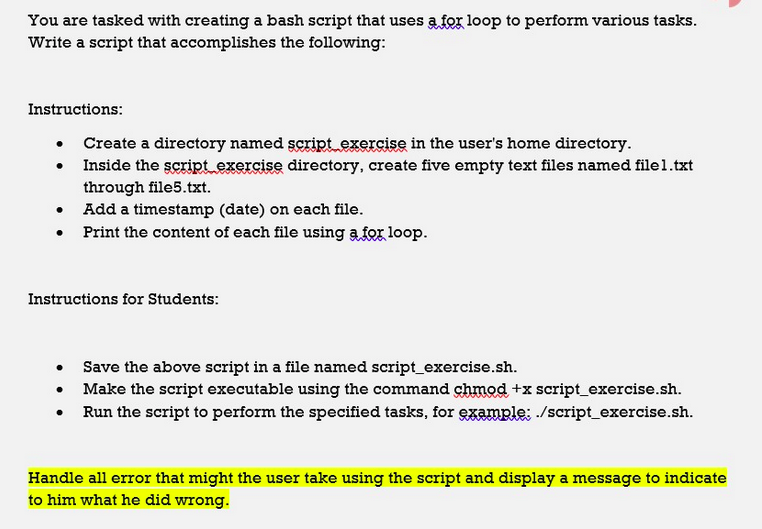 You are tasked with creating a bash script that uses a for loop to perform various tasks.
Write a script that accomplishes the following:
Instructions:
• Create a directory named script_exercise in the user's home directory.
• Inside the script_exercise directory, create five empty text files named file1.txt
through file5.txt.
• Add a timestamp (date) on each file.
• Print the content of each file using a for loop.
Instructions for Students:
• Save the above script in a file named script_exercise.sh.
• Make the script executable using the command chmod +x script_exercise.sh.
• Run the script to perform the specified tasks, for example: ./script_exercise.sh.
Handle all error that might the user take using the script and display a message to indicate
to him what he did wrong.